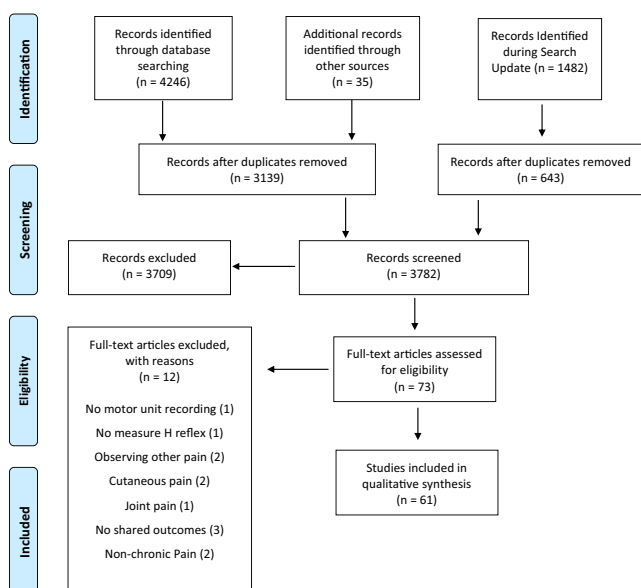 Identification
Records identified
through database
searching
(n = 4246)
Additional records
identified through
other sources
(n = 35)
Records Identified
during Search
Update (n = 1482)
Records after duplicates removed
(n = 3139)
Records after duplicates removed
(n = 643)
Screening
Records excluded
(n = 3709)
Records screened
(n = 3782)
Eligibility
Full-text articles excluded,
with reasons
(n = 12)
No motor unit recording (1)
No measure H reflex (1)
Observing other pain (2)
Cutaneous pain (2)
Joint pain (1)
No shared outcomes (3)
Non-chronic Pain (2)
Full-text articles assessed
for eligibility
(n = 73)
Included
Studies included in
qualitative synthesis
n = 61)